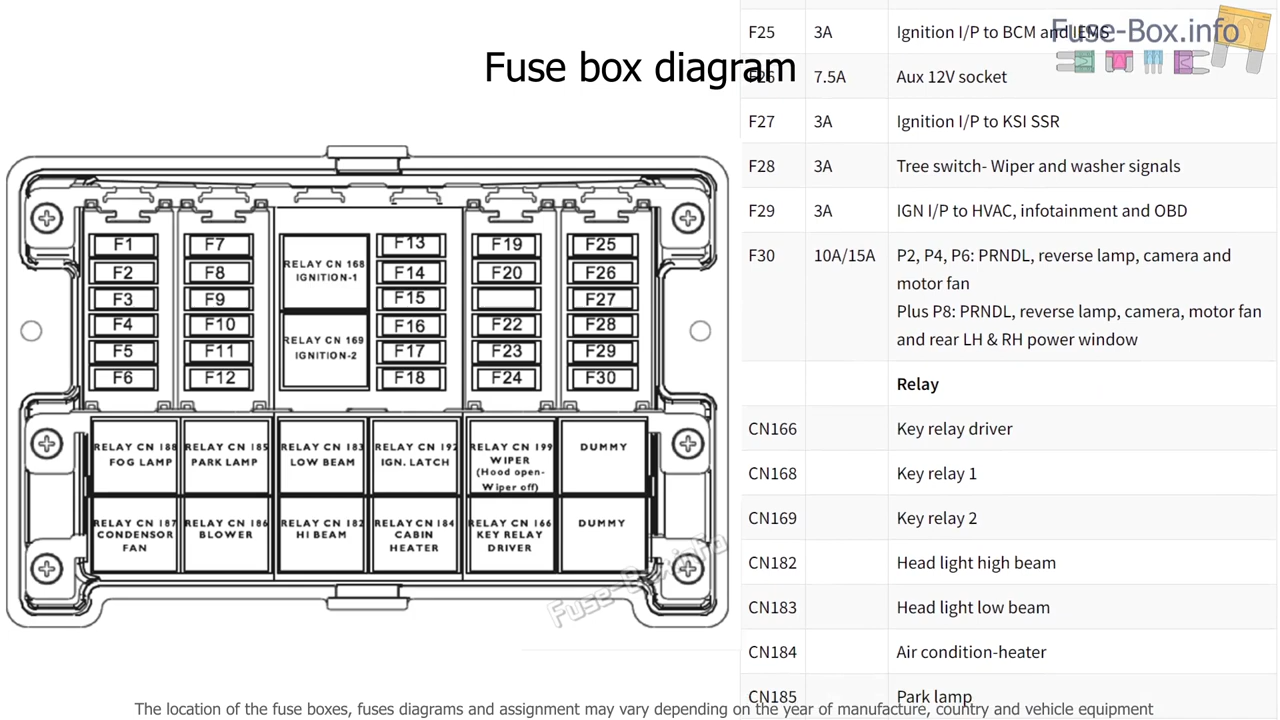 Fuse box diagram
Fuse-Box.info
F1
F2
F3
F4
F5
F6
F7
F8
F9
F10
F11
F12
RELAY CN 168
IGNITION-1
RELAY CN 169
IGNITION-2
F13
F14
F15
F16
F17
F18
F19
F20
F22
F23
F24
F25
F26
F27
F28
F29
F30
RELAY CN 188
FOG LAMP
RELAY CN 185
PARK LAMP
RELAY CN 183
LOW BEAM
RELAY CN 192
IGN. LATCH
RELAY CN 199
WIPER
(Hood open-
Wiper off)
DUMMY
RELAY CN 187
CONDENSOR
FAN
RELAY CN 186
BLOWER
RELAY CN 182
HI BEAM
RELAY CN 184
CABIN
HEATER
RELAY CN 166
KEY RELAY
DRIVER
DUMMY
Fuse-Box.info
F25 3A Ignition I/P to BCM and IEMS
F26 7.5A Aux 12V socket
F27 3A Ignition I/P to KSI SSR
F28 3A Tree switch- Wiper and washer signals
F29 3A IGN I/P to HVAC, infotainment and OBD
F30 10A/15A P2, P4, P6: PRNDL, reverse lamp, camera and
motor fan
Plus P8: PRNDL, reverse lamp, camera, motor fan
and rear LH & RH power window
Relay
CN166 Key relay driver
CN168 Key relay 1
CN169 Key relay 2
CN182 Head light high beam
CN183 Head light low beam
CN184 Air condition-heater
CN185 Park lamp
The location of the fuse boxes, fuses diagrams and assignment may vary depending on the year of manufacture, country and vehicle equipment